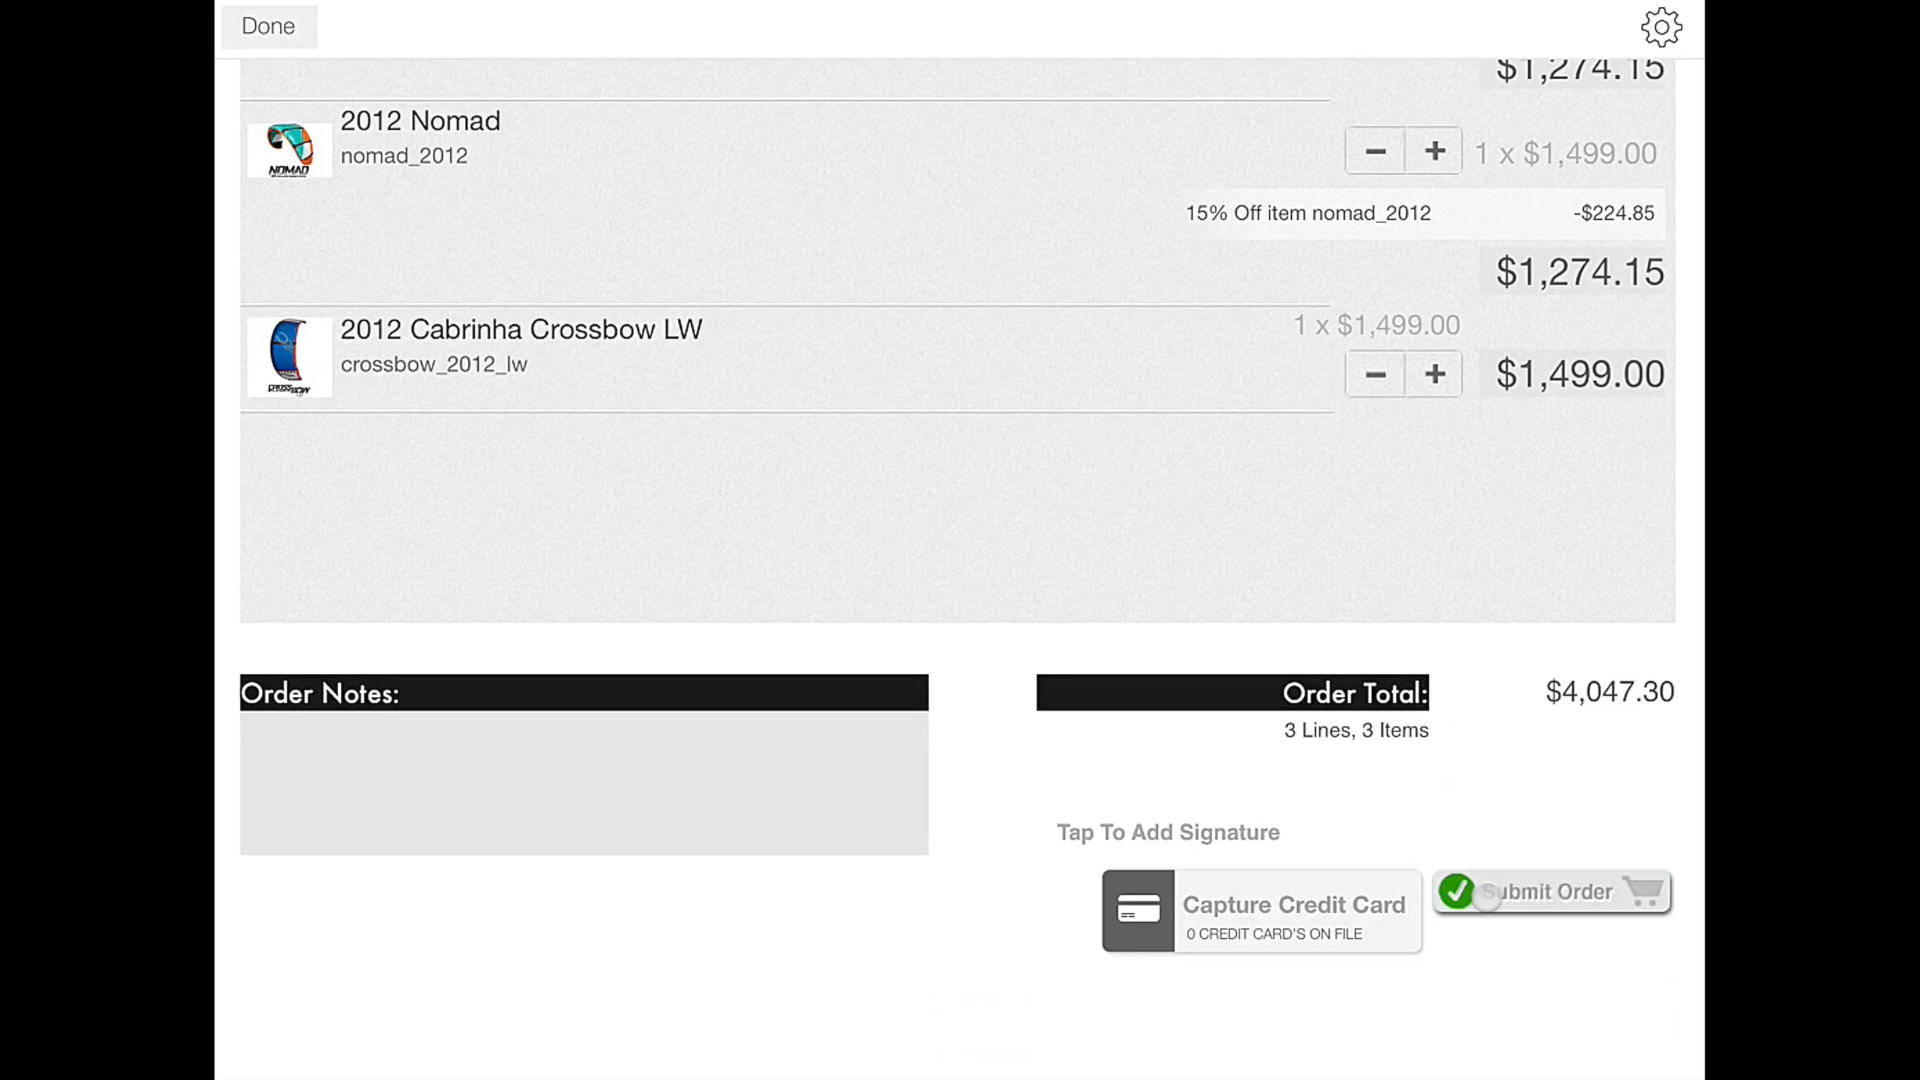 Done
$1,274.15
2012 Nomad
nomad_2012
NOMAD
1 x $1,499.00
15% Off item nomad_2012 -$224.85
$1,274.15
2012 Cabrinha Crossbow LW
crossbow_2012_lw
1 x $1,499.00
$1,499.00
Order Notes:
Order Total: $4,047.30
3 Lines, 3 Items
Tap To Add Signature
Capture Credit Card
0 CREDIT CARD'S ON FILE
Submit Order